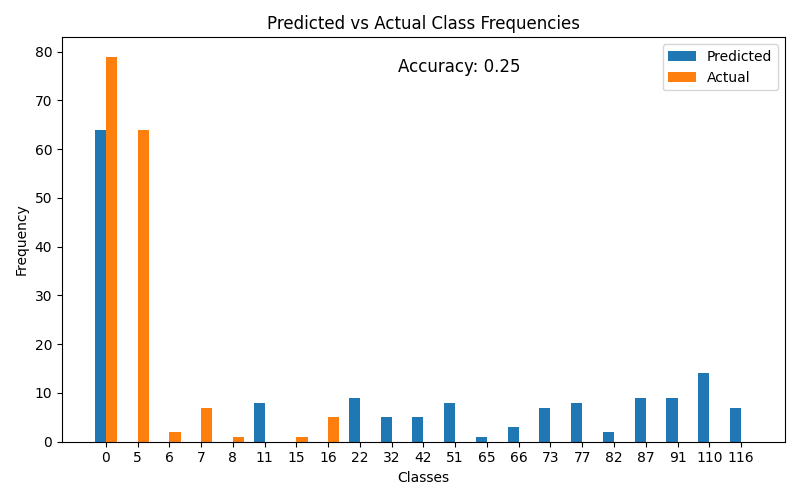 Predicted vs Actual Class Frequencies
Accuracy: 0.25
Predicted
Actual
Frequency
80
70
60
50
40
30
20
10
0
0 5 6 7 8 11 15 16 22 32 42 51 65 66 73 77 82 87 91 110 116
Classes